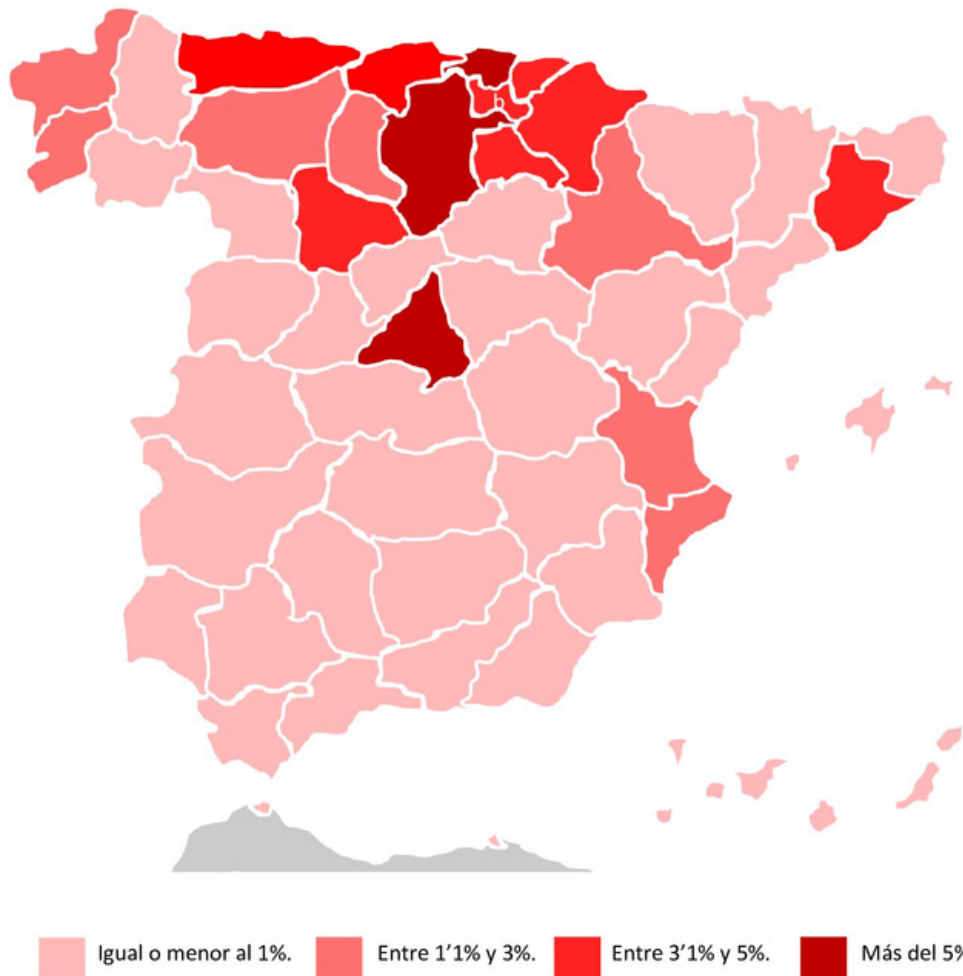 b
Igual o menor al 1%.
Entre 1'1% y 3%.
Entre 3'1% y 5%.
Más del 5%